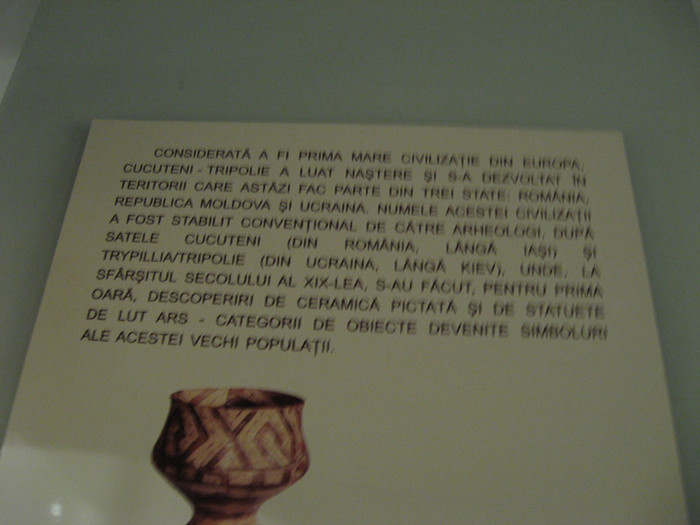 CONSIDERATĂ A FI PRIMA MARE CIVILIZAȚIE DIN EUROPA,
CUCUTENI - TRIPOLIE A LUAT NAȘTERE ȘI S-A DEZVOLTAT ÎN
TERITORII CARE ASTĂZI FAC PARTE DIN TREI STATE: ROMÂNIA,
REPUBLICA MOLDOVA ȘI UCRAINA. NUMELE ACESTEI CIVILIZAȚII
A FOST STABILIT CONVENȚIONAL DE CĂTRE ARHEOLOGI, DUPĂ
SATELE CUCUTENI (DIN ROMÂNIA, LÂNGĂ IAȘI) ȘI
TRYPILLIA/TRIPOLIE (DIN UCRAINA, LÂNGĂ KIEV), UNDE, LA
SFÂRȘITUL SECOLULUI AL XIX-LEA, S-AU FĂCUT, PENTRU PRIMA
OARĂ, DESCOPERIRI DE CERAMICĂ PICTATĂ ȘI DE STATUETE
DE LUT ARS - CATEGORII DE OBIECTE DEVENITE SIMBOLURI
ALE ACESTEI VECHI POPULAȚII.